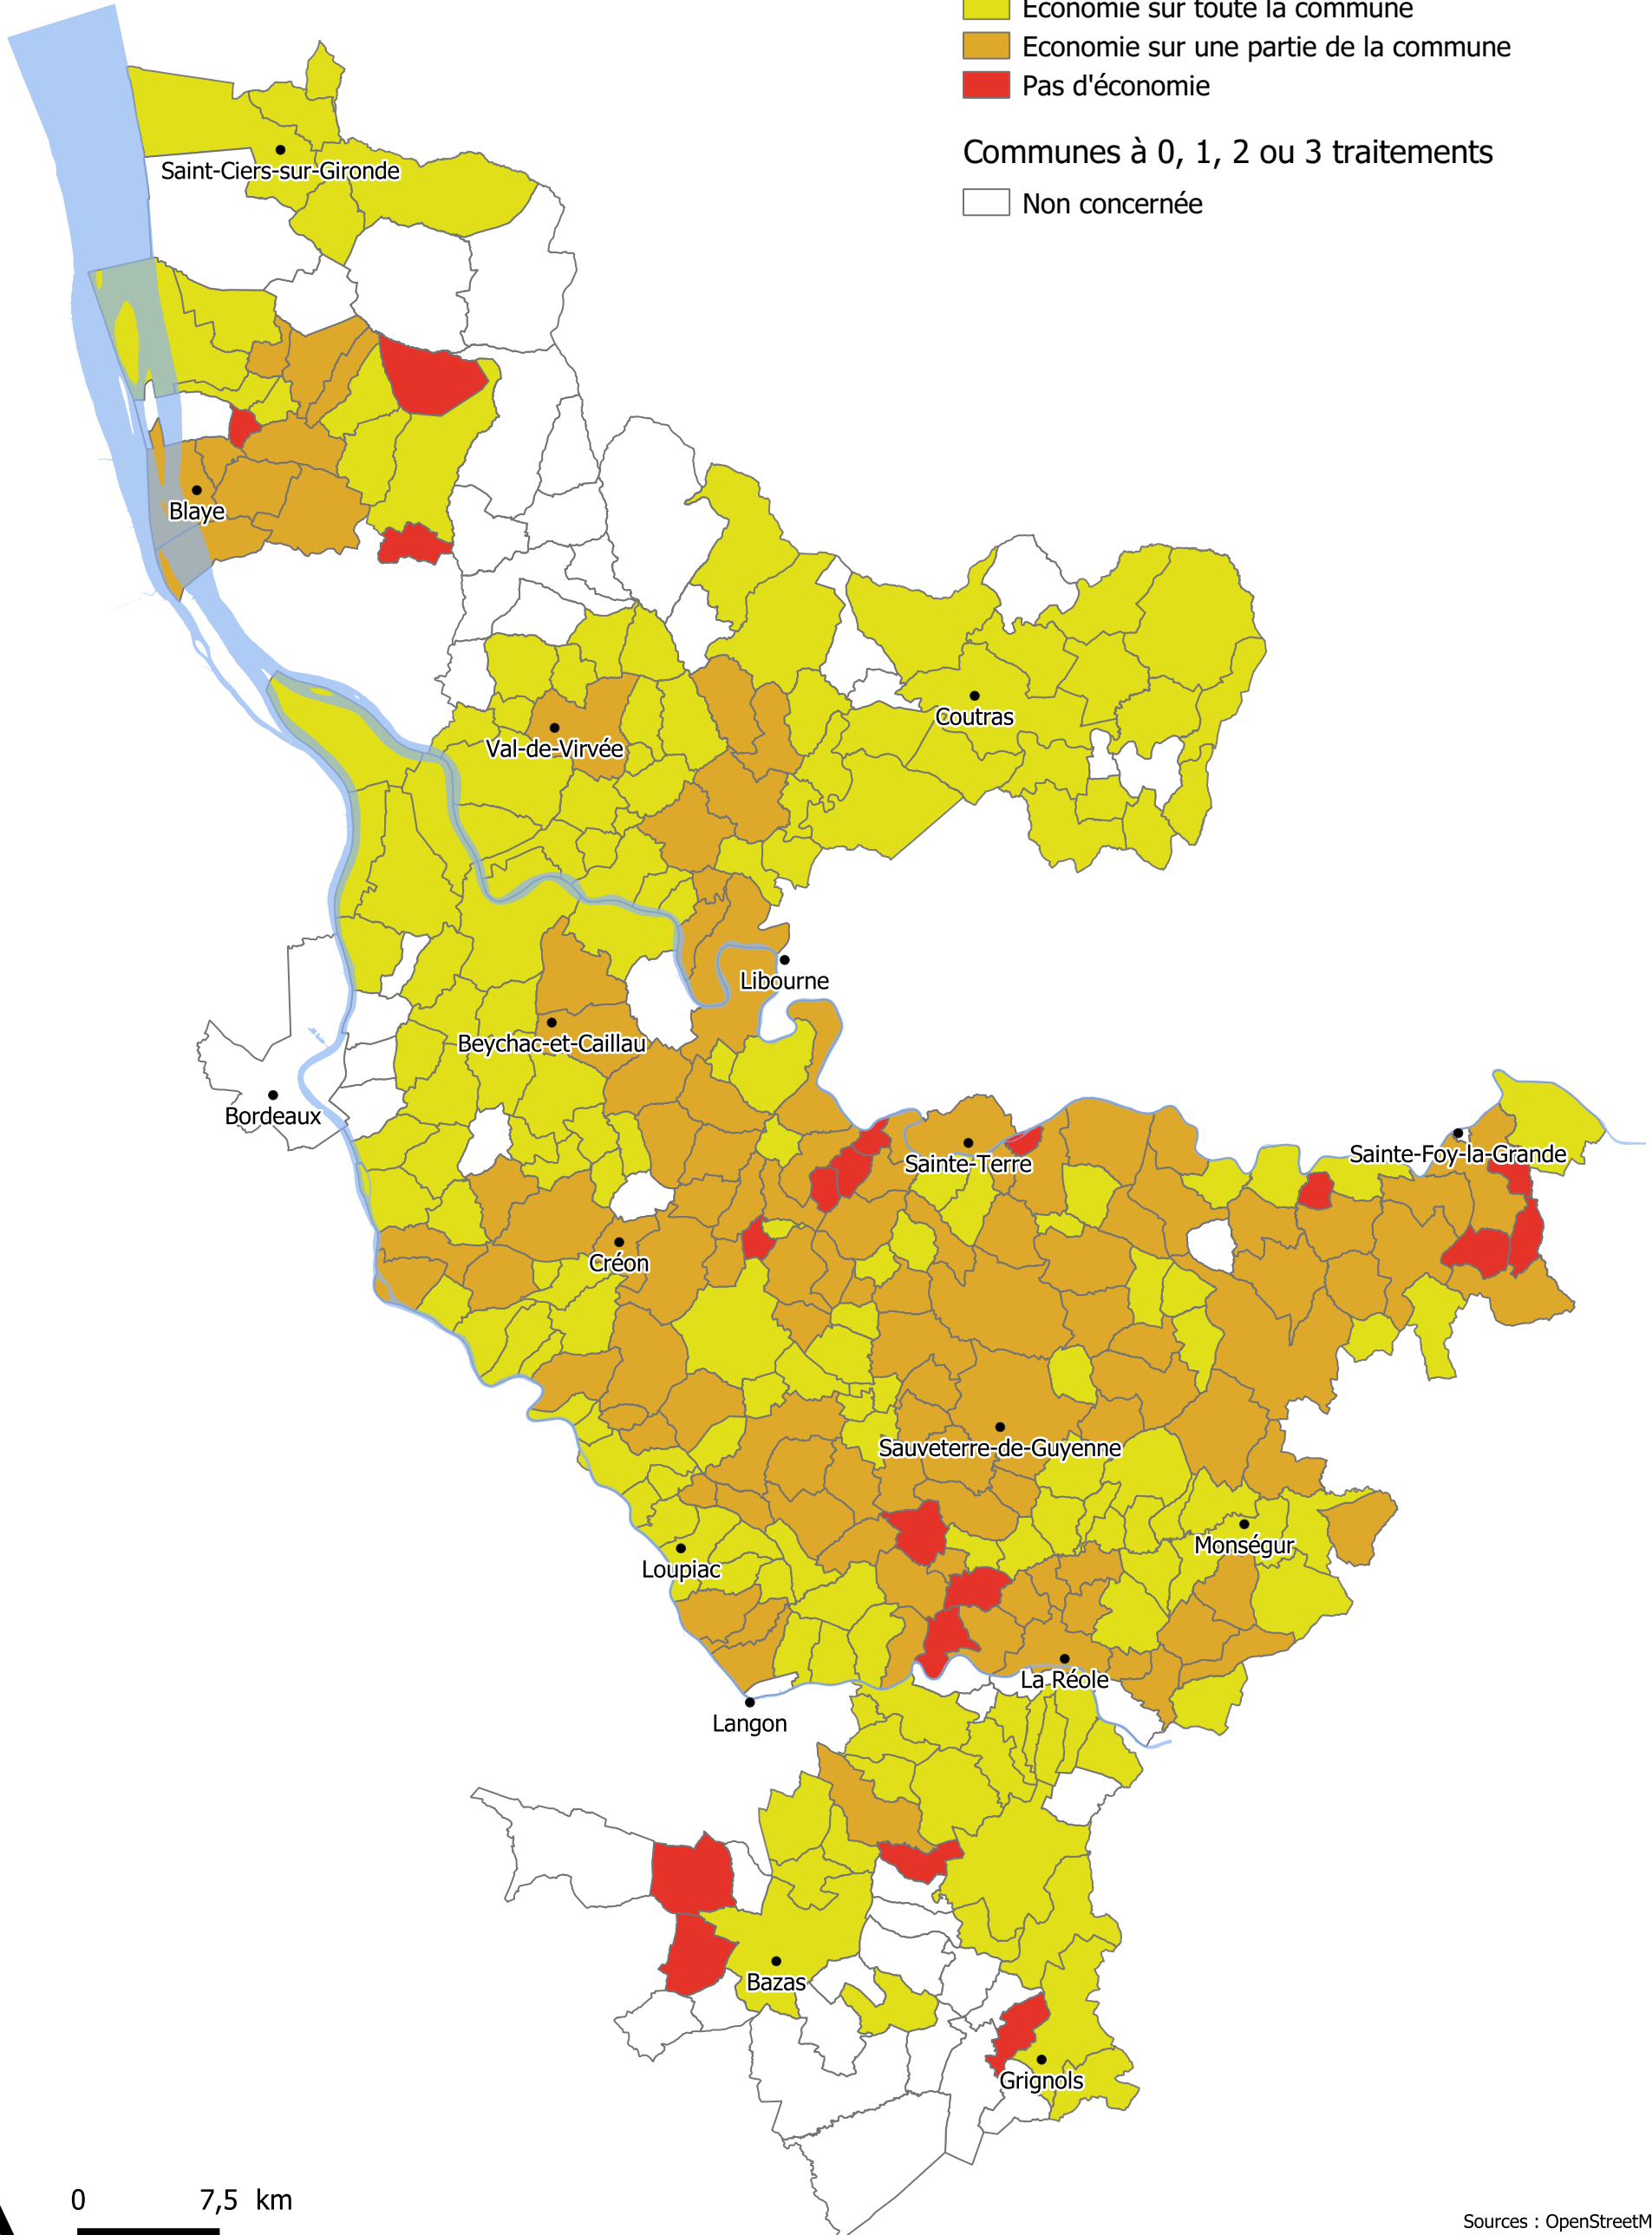 Economie sur toute la commune
Economie sur une partie de la commune
Pas d'économie
Communes à 0, 1, 2 ou 3 traitements
Non concernée
Saint-Ciers-sur-Gironde
Blaye
Coutras
Val-de-Virvée
Libourne
Beychac-et-Caillau
Bordeaux
Sainte-Foy-la-Grande
Sainte-Terre
Créon
Sauveterre-de-Guyenne
Monségur
Loupiac
La Réole
Langon
Bazas
Grignols
0 7,5 km
Sources : OpenStreetM